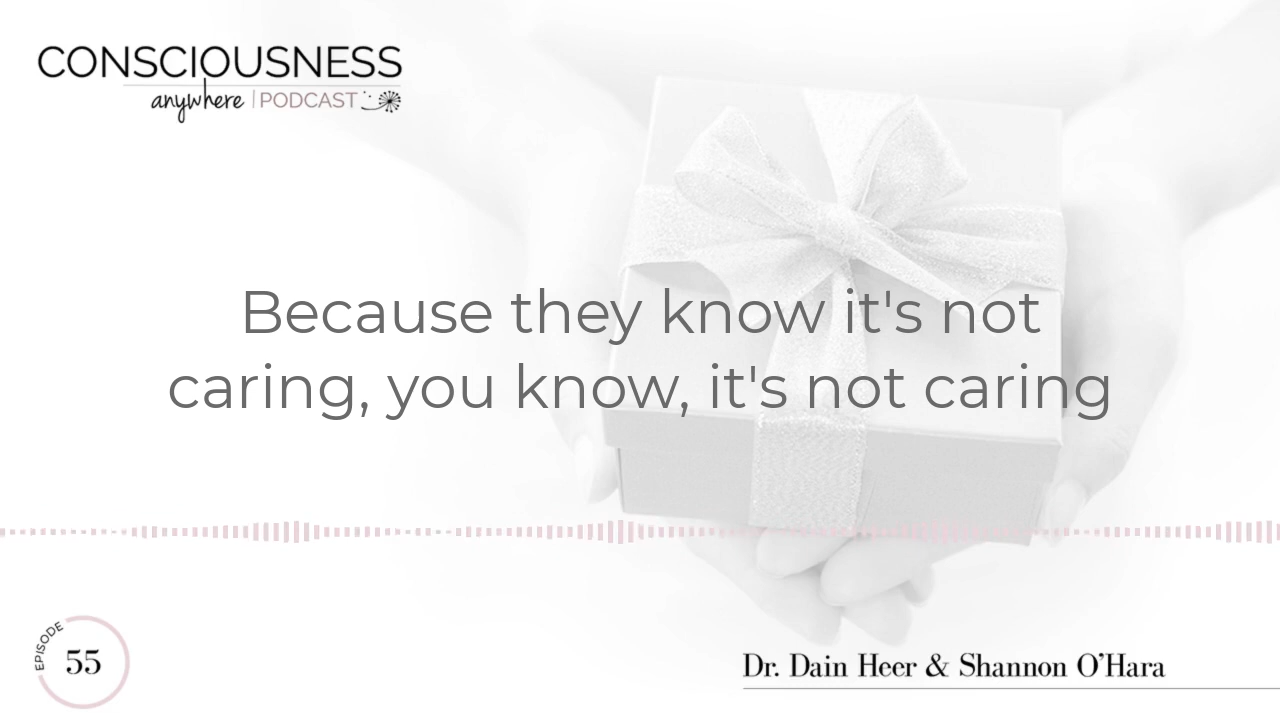 CONSCIOUSNESS
anywhere | PODCAST
Because they know it's not
caring, you know, it's not caring
EPISODE
55
Dr. Dain Heer & Shannon O'Hara